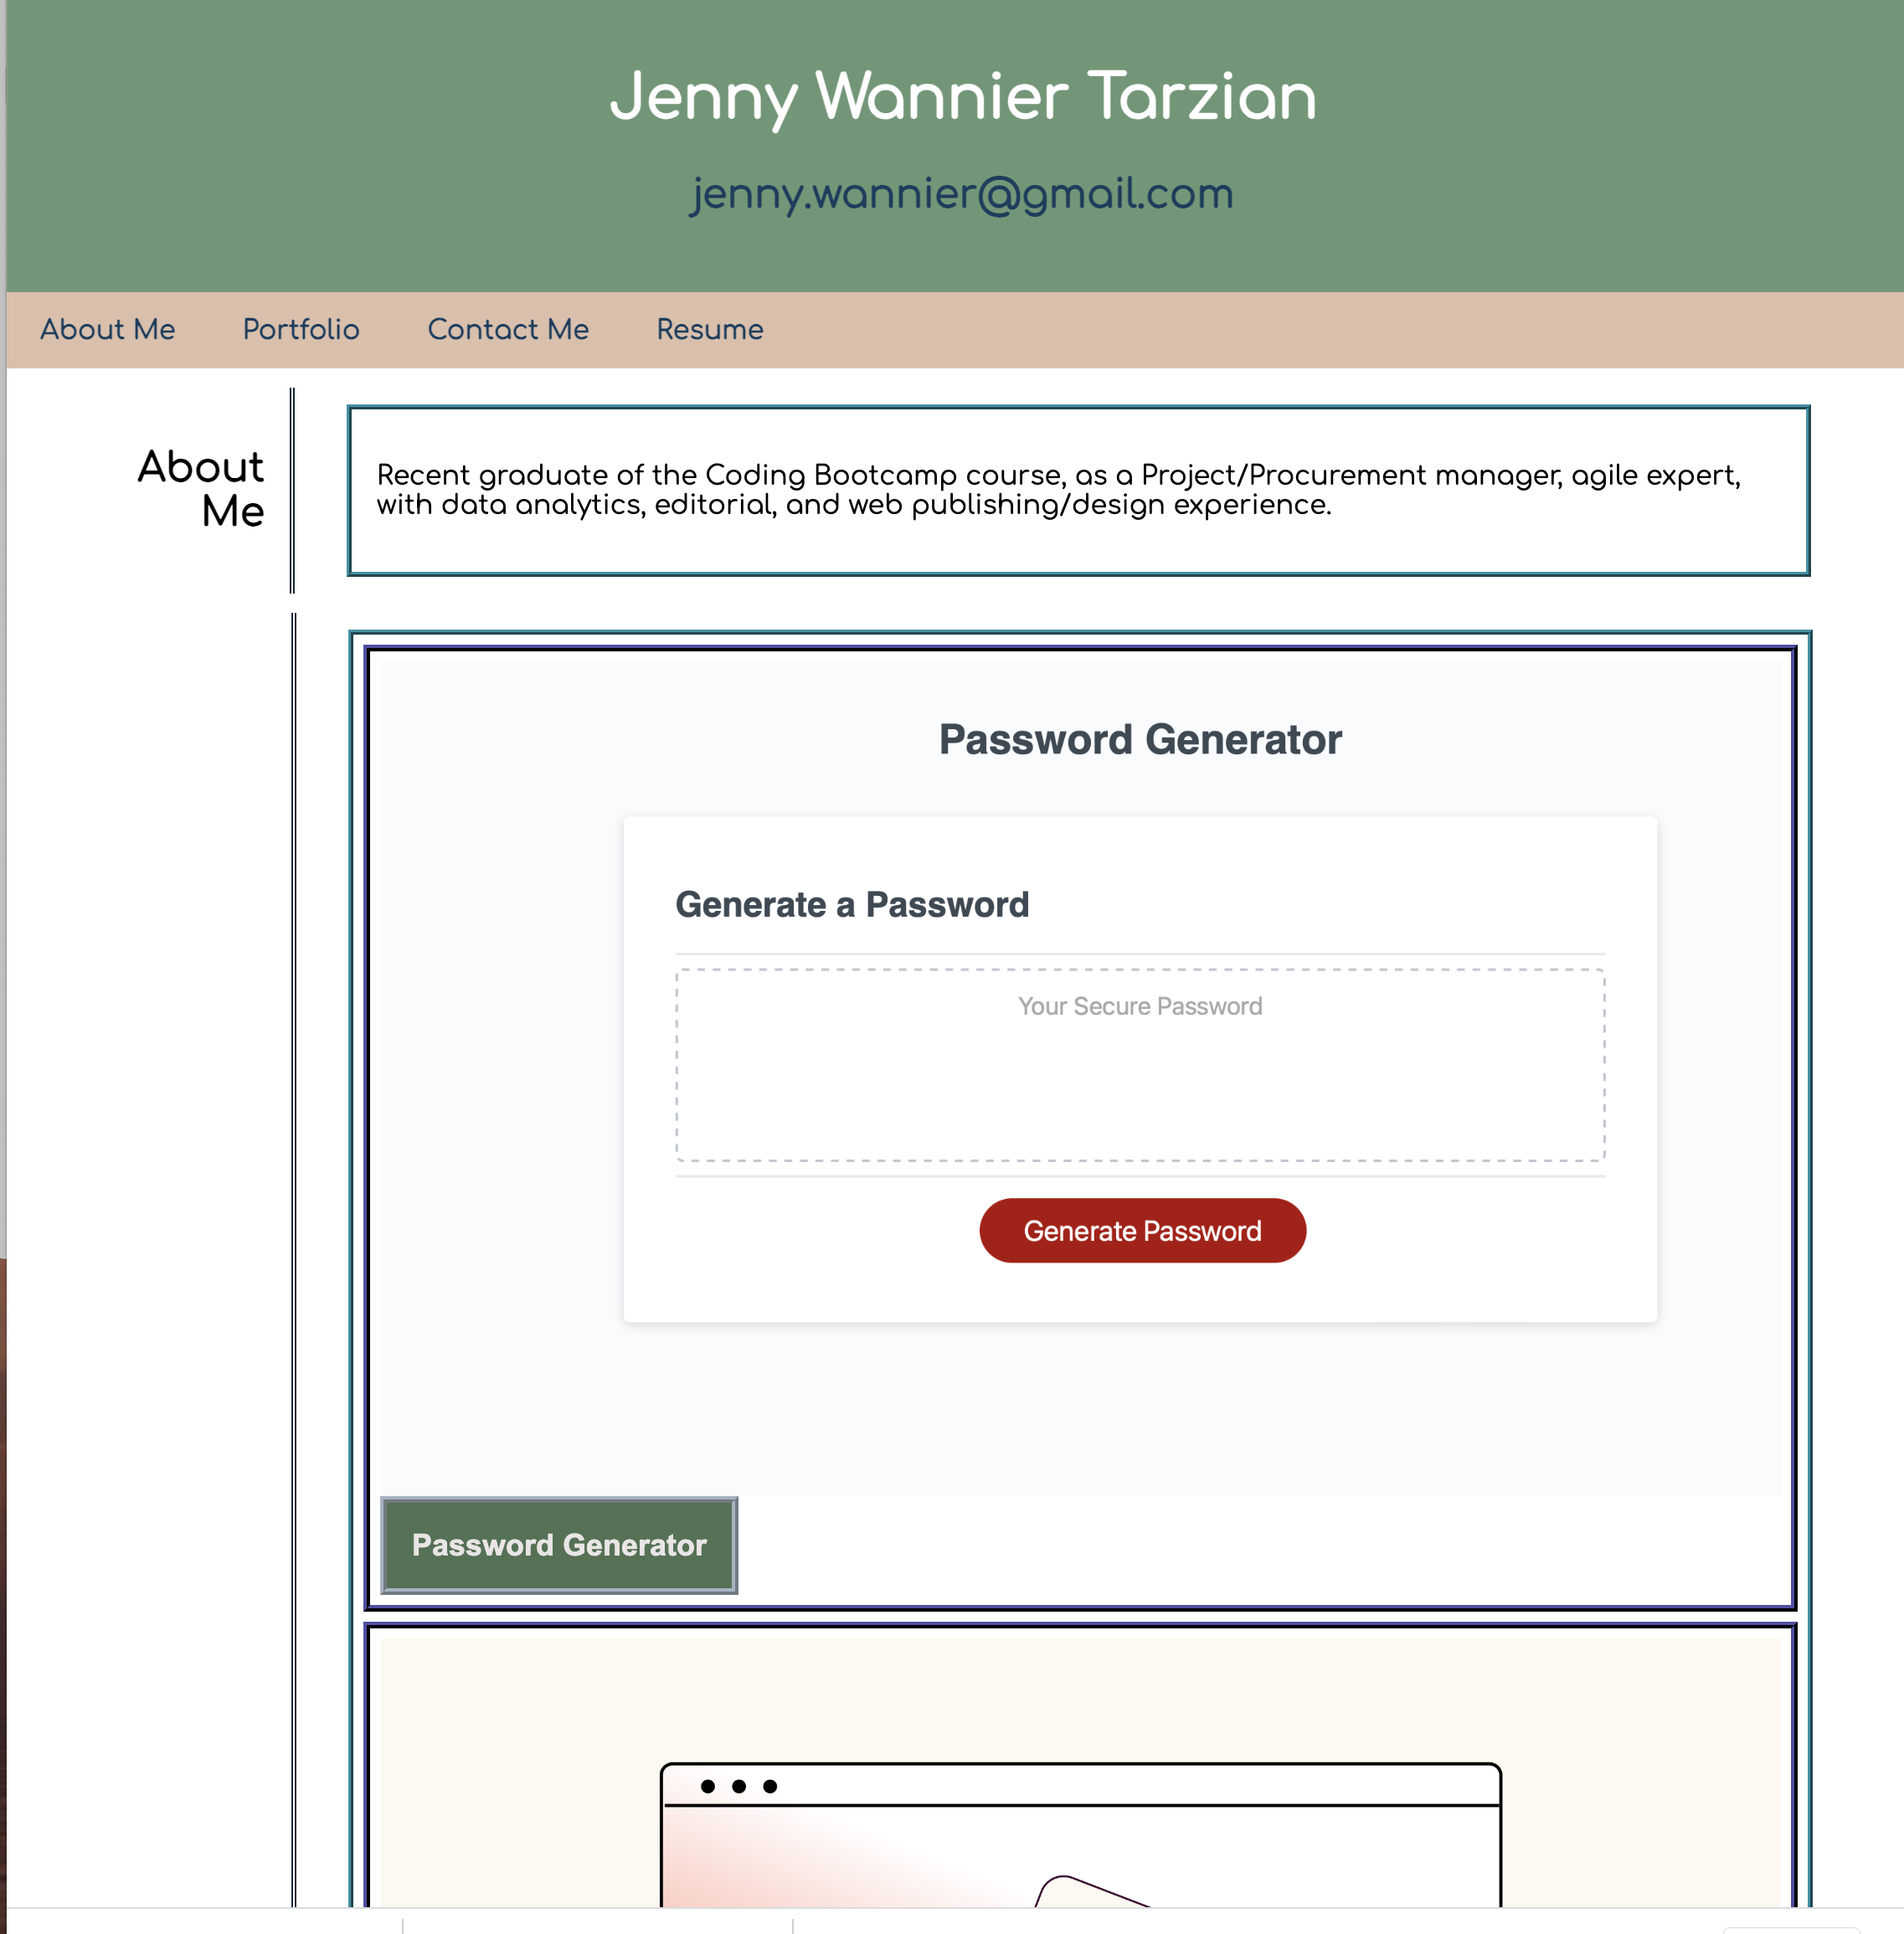 Jenny Wannier Tarzian
jenny.wannier@gmail.com
About Me Portfolio Contact Me Resume
About
Me
Recent graduate of the Coding Bootcamp course, as a Project/Procurement manager, agile expert,
with data analytics, editorial, and web publishing/design experience.
Password Generator
Generate a Password
Your Secure Password
Generate Password
Password Generator